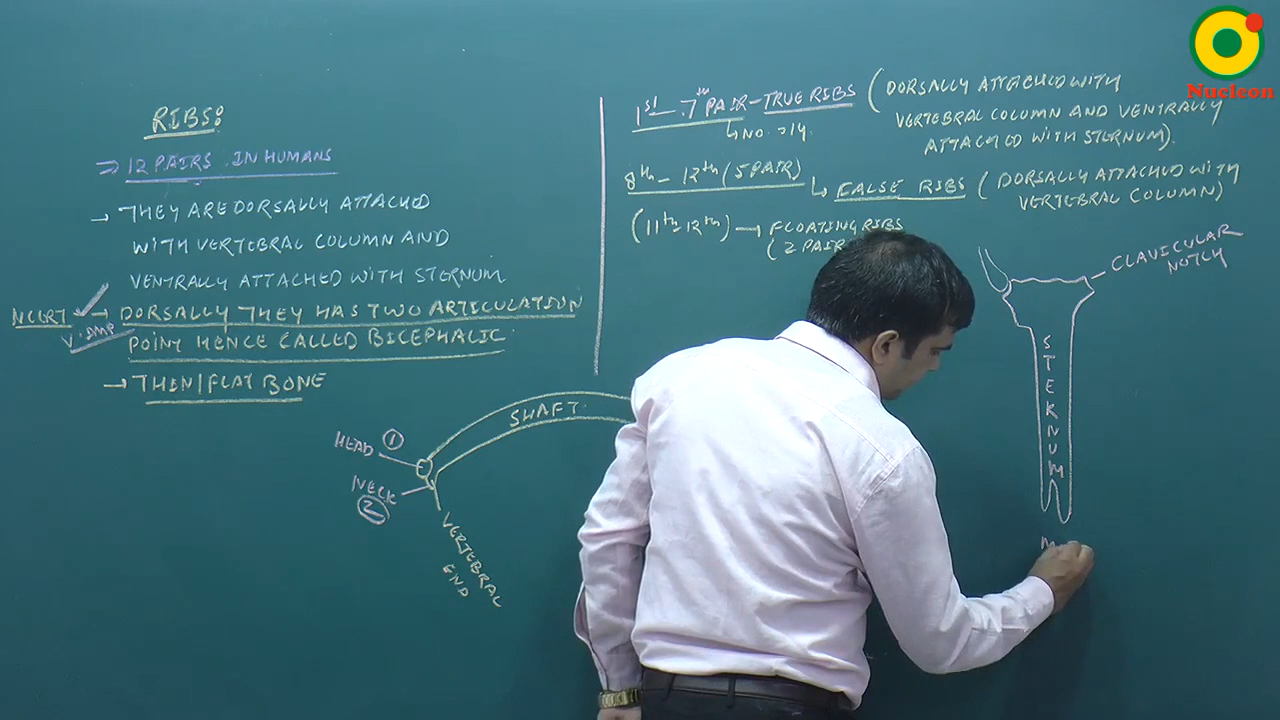 RIBS:
⇒ 12 PAIRS IN HUMANS
→ THEY ARE DORSALLY ATTACHED
WITH VERTEBRAL COLUMN AND
VENTRALLY ATTACHED WITH STERNUM
NCERT ✓ → DORSALLY THEY HAS TWO ARTICULATION
V.IMP
POINT HENCE CALLED BICEPHALIC
→ THIN/FLAT BONE
HEAD ①
NECK
②
SHAFT
VERTEBRAL
END
1st - 7th PAIR - TRUE RIBS (DORSALLY ATTACHED WITH
VERTEBRAL COLUMN AND VENTRALLY
ATTACHED WITH STERNUM).
↳ NO. → 14.
8th - 12th (5 PAIR)
↳ FALSE RIBS (DORSALLY ATTACHED WITH
VERTEBRAL COLUMN)
(11th - 12th) → FLOATING RIBS
(2 PAIR
CLAVICULAR
NOTCH
STERNUM
M
Nucleon